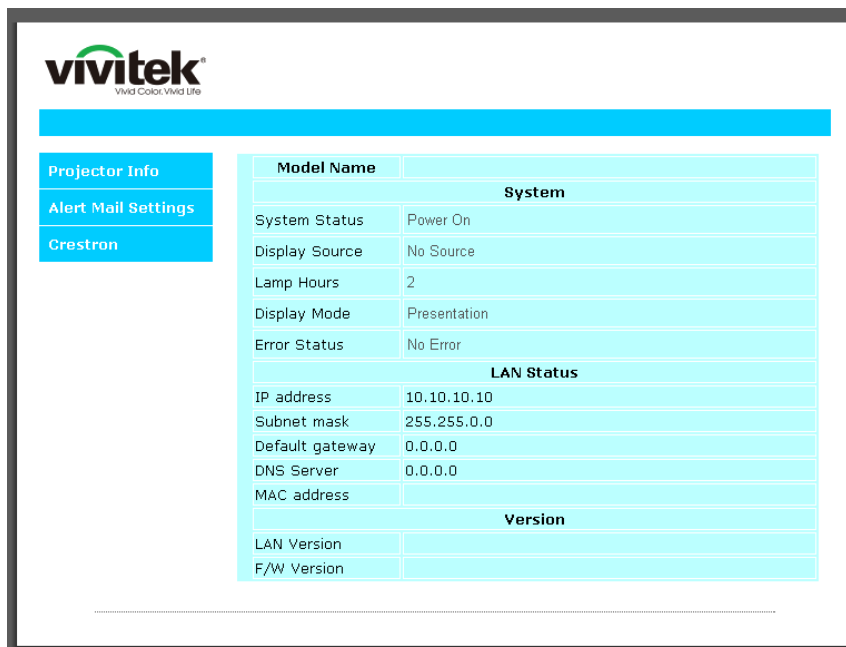 vivitek®
Vivid Color. Vivid Life
Projector Info
Alert Mail Settings
Crestron
Model Name
System
System Status Power On
Display Source No Source
Lamp Hours 2
Display Mode Presentation
Error Status No Error
LAN Status
IP address 10.10.10.10
Subnet mask 255.255.0.0
Default gateway 0.0.0.0
DNS Server 0.0.0.0
MAC address
Version
LAN Version
F/W Version